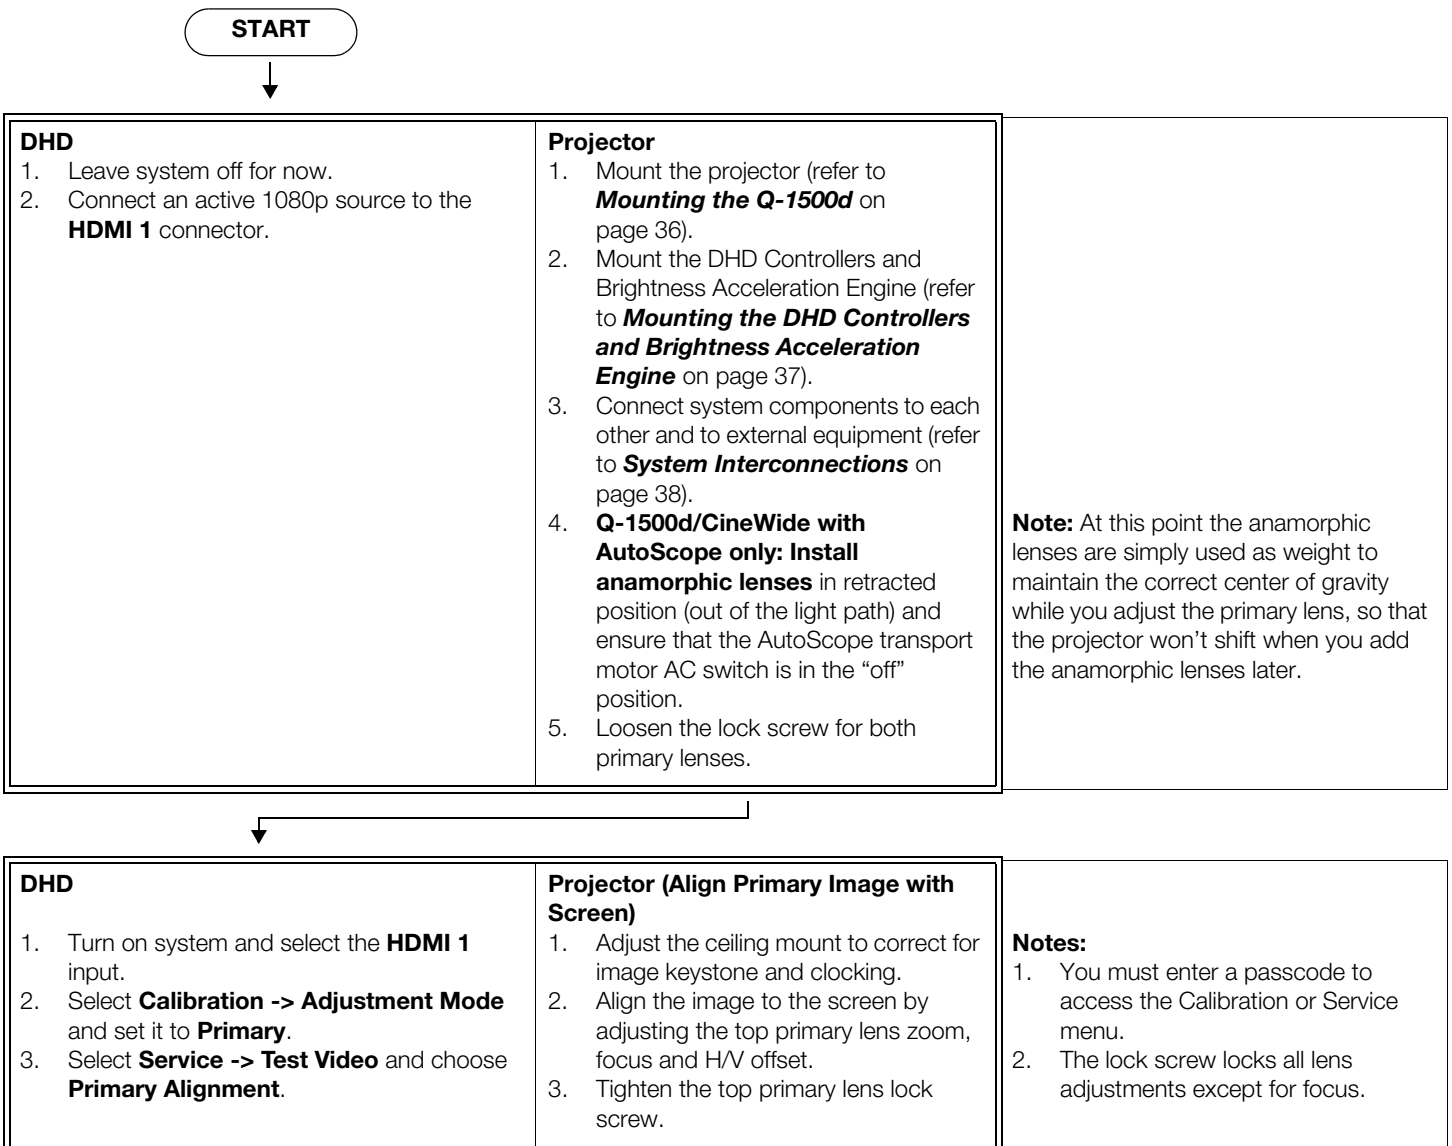 START
DHD
1. Leave system off for now.
2. Connect an active 1080p source to the
HDMI 1 connector.
Projector
1. Mount the projector (refer to
Mounting the Q-1500d on
page 36).
2. Mount the DHD Controllers and
Brightness Acceleration Engine (refer
to Mounting the DHD Controllers
and Brightness Acceleration
Engine on page 37).
3. Connect system components to each
other and to external equipment (refer
to System Interconnections on
page 38).
4. Q-1500d/CineWide with
AutoScope only: Install
anamorphic lenses in retracted
position (out of the light path) and
ensure that the AutoScope transport
motor AC switch is in the “off”
position.
5. Loosen the lock screw for both
primary lenses.
Note: At this point the anamorphic
lenses are simply used as weight to
maintain the correct center of gravity
while you adjust the primary lens, so that
the projector won’t shift when you add
the anamorphic lenses later.
DHD
1. Turn on system and select the HDMI 1
input.
2. Select Calibration -> Adjustment Mode
and set it to Primary.
3. Select Service -> Test Video and choose
Primary Alignment.
Projector (Align Primary Image with
Screen)
1. Adjust the ceiling mount to correct for
image keystone and clocking.
2. Align the image to the screen by
adjusting the top primary lens zoom,
focus and H/V offset.
3. Tighten the top primary lens lock
screw.
Notes:
1. You must enter a passcode to
access the Calibration or Service
menu.
2. The lock screw locks all lens
adjustments except for focus.